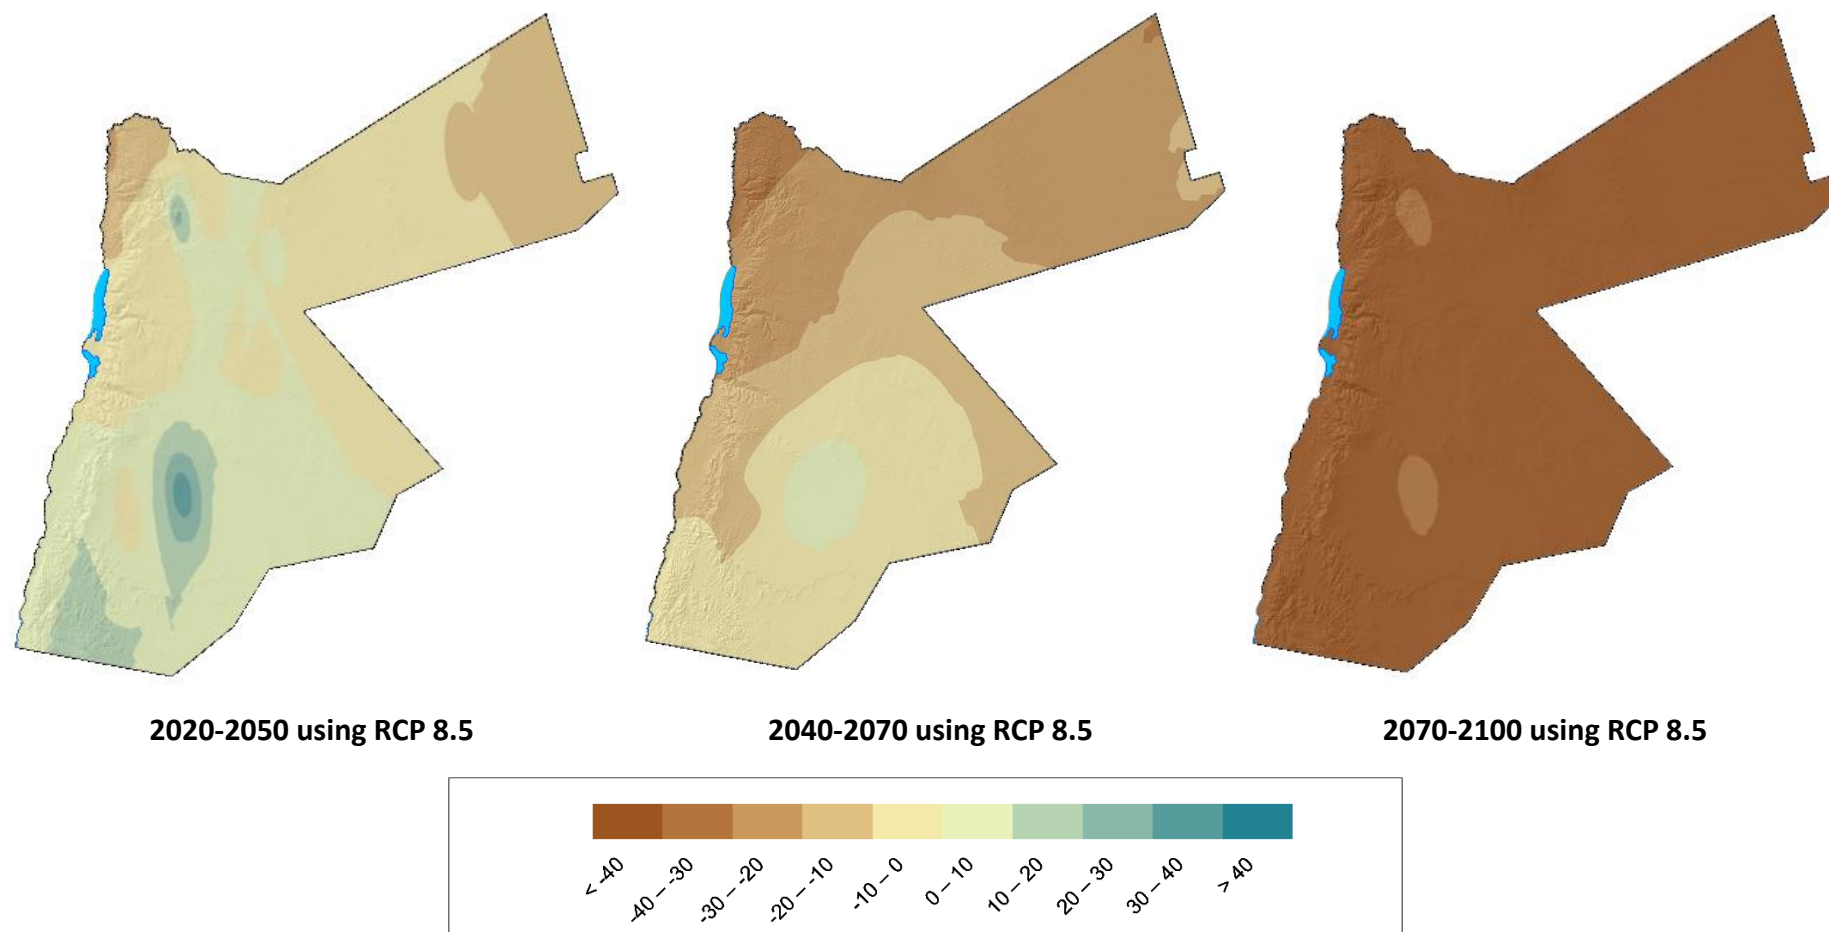 2020-2050 using RCP 8.5
2040-2070 using RCP 8.5
2070-2100 using RCP 8.5
< -40
-40 – -30
-30 – -20
-20 – -10
-10 – 0
0 – 10
10 – 20
20 – 30
30 – 40
> 40